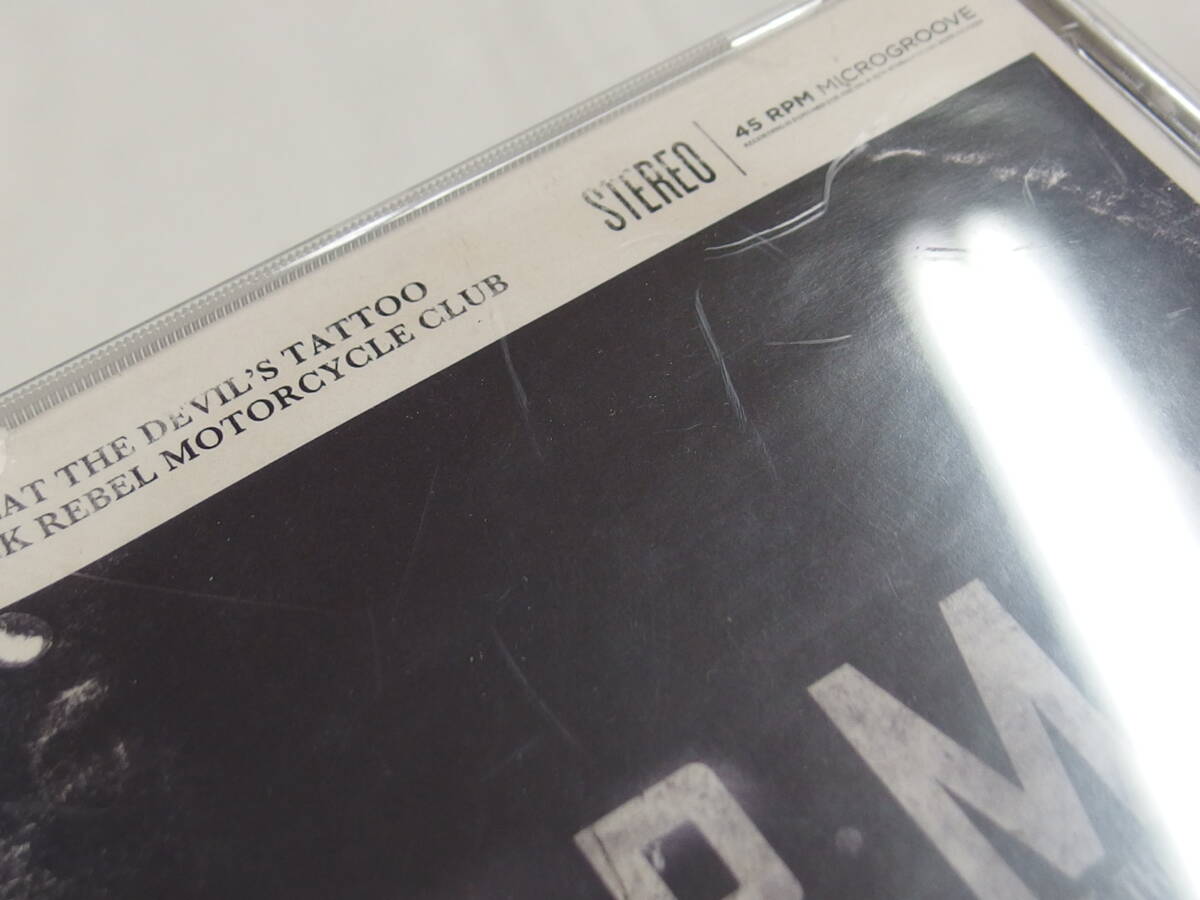 STEREO
45 RPM MICROGROOVE
AT THE DEVIL'S TATTOO
K REBEL MOTORCYCLE CLUB
RM